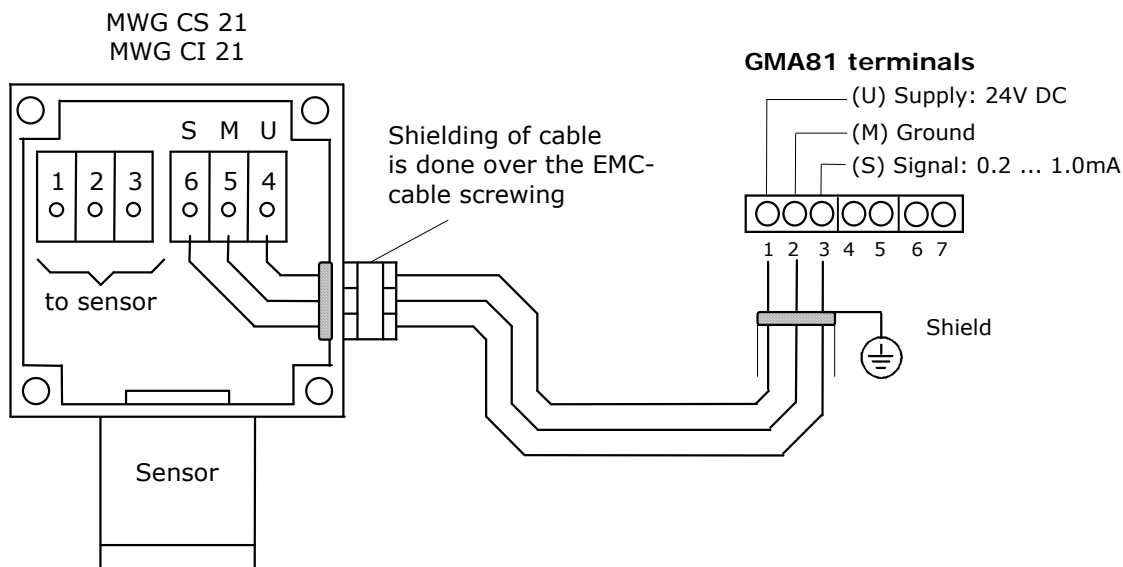 MWG CS 21
MWG CI 21
GMA81 terminals
(U) Supply: 24V DC
(M) Ground
(S) Signal: 0.2 ... 1.0mA
Shielding of cable
is done over the EMC-
cable screwing
S M U
1 2 3 6 5 4
to sensor
1 2 3 4 5 6 7
Shield
Sensor